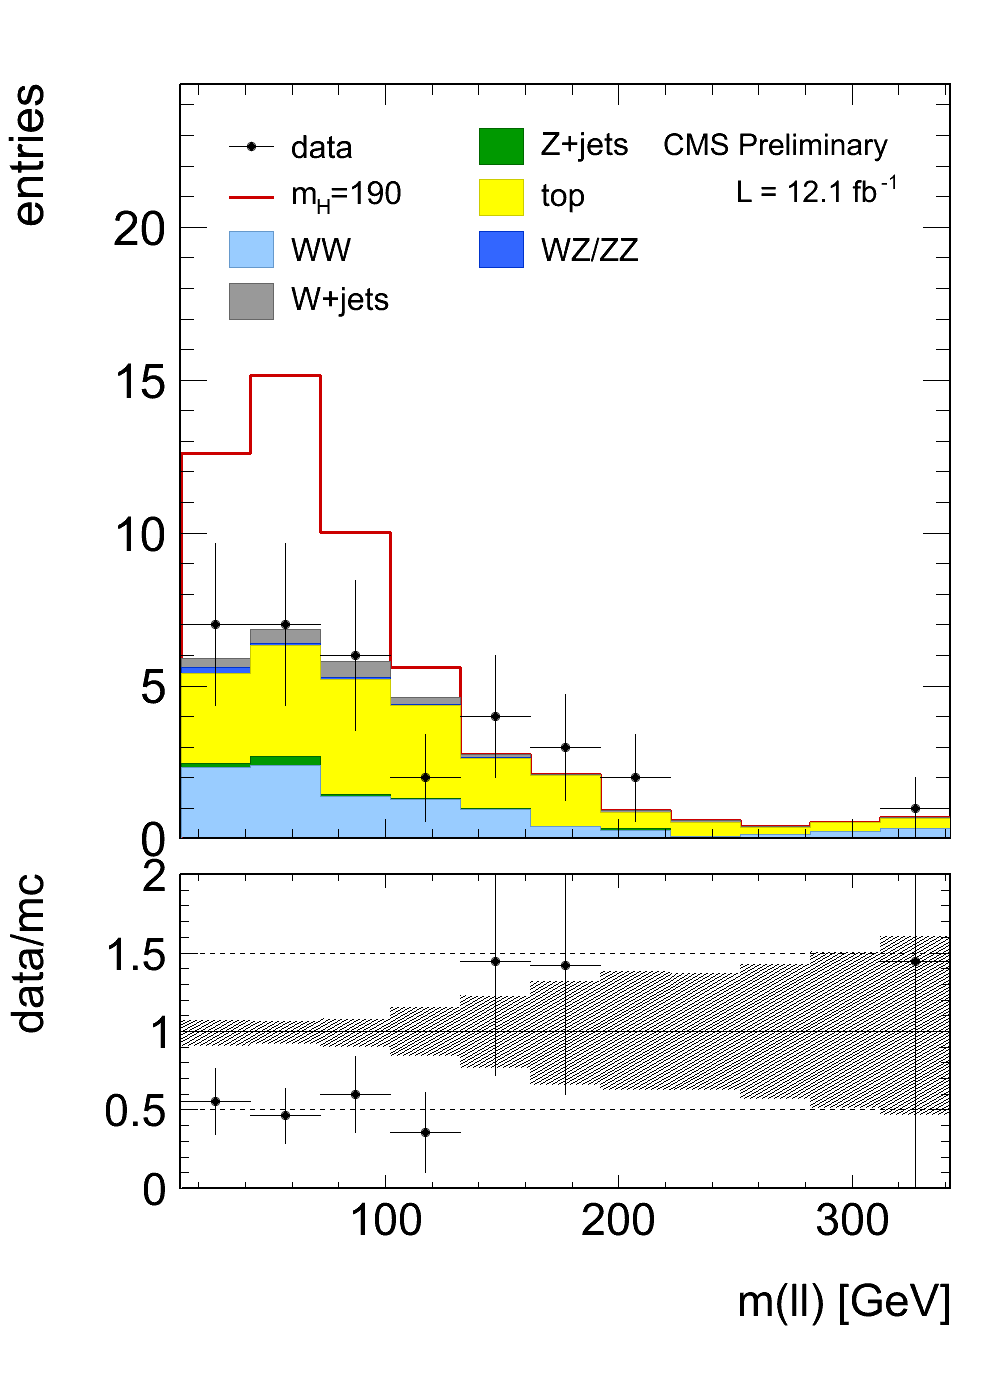 entries
data
m_H=190
WW
W+jets
Z+jets
top
WZ/ZZ
CMS Preliminary
L = 12.1 fb⁻¹
20
15
10
5
0
data/mc
2
1.5
1
0.5
0
100 200 300
m(ll) [GeV]